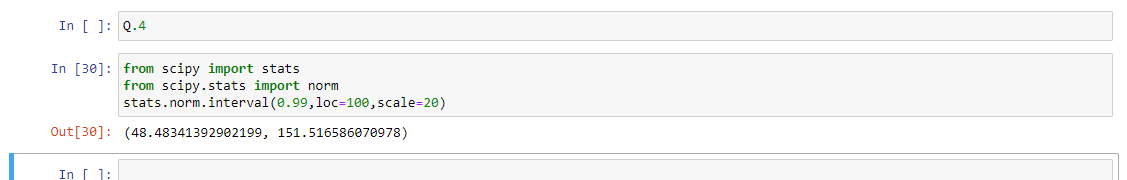 In [ ]: Q.4
In [30]: from scipy import stats
from scipy.stats import norm
stats.norm.interval(0.99,loc=100,scale=20)
Out[30]: (48.48341392902199, 151.516586070978)
In [ ]: